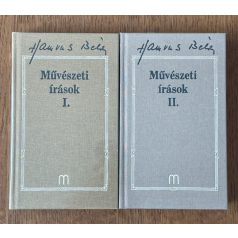 Hamvas Béla
Művészeti
írások
I.
m
Hamvas Béla
Művészeti
írások
II.
m